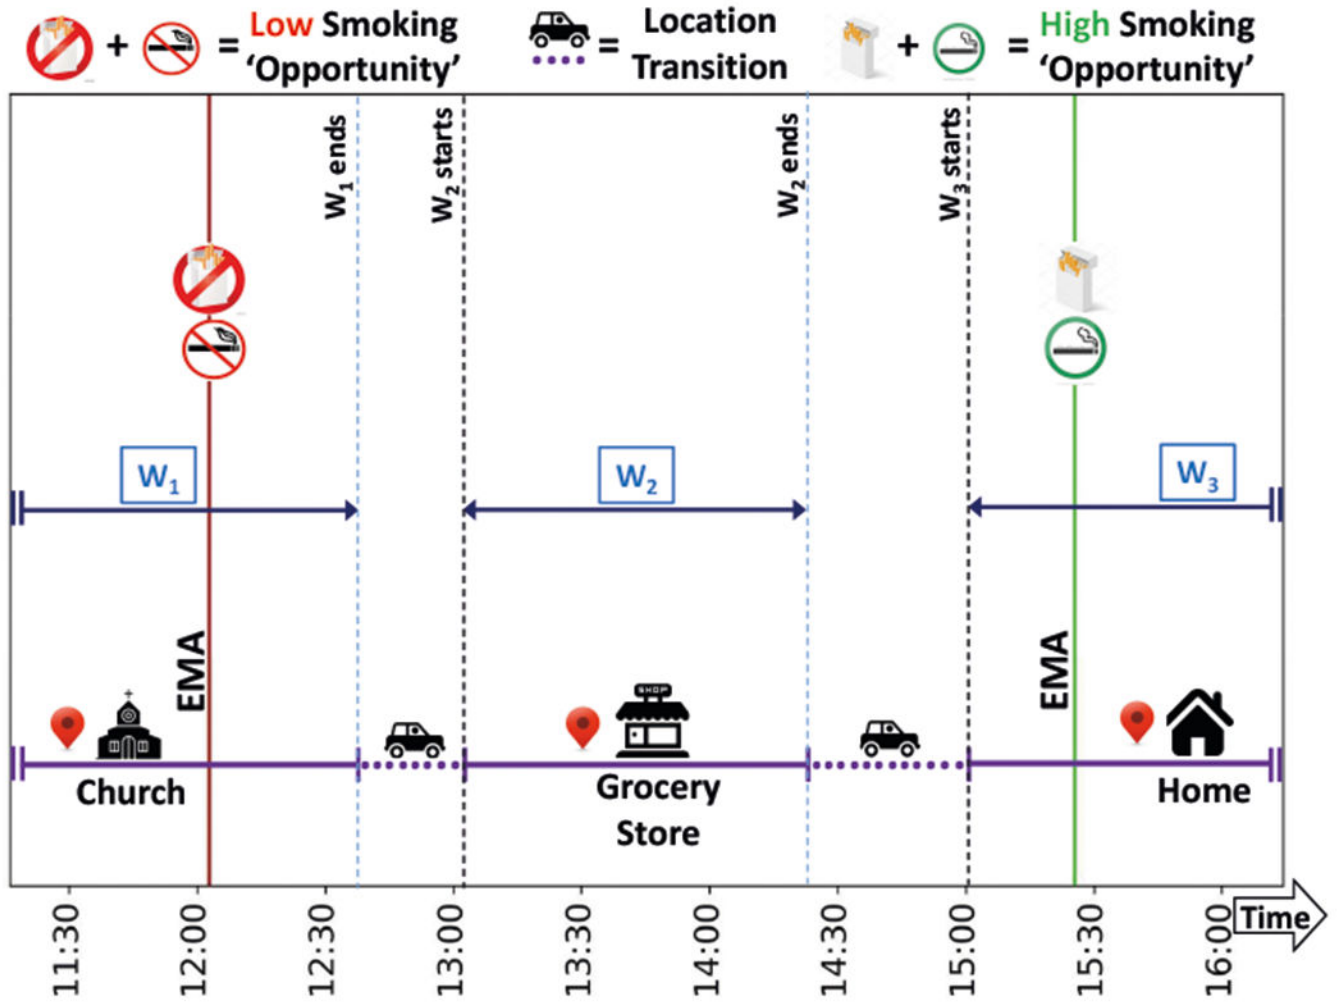 + = Low Smoking
'Opportunity'
= Location
Transition
+ = High Smoking
'Opportunity'
W1 ends
W2 starts
W2 ends
W3 starts
W1
W2
W3
EMA
EMA
SHOP
Church
Grocery
Store
Home
11:30
12:00
12:30
13:00
13:30
14:00
14:30
15:00
15:30
16:00
Time